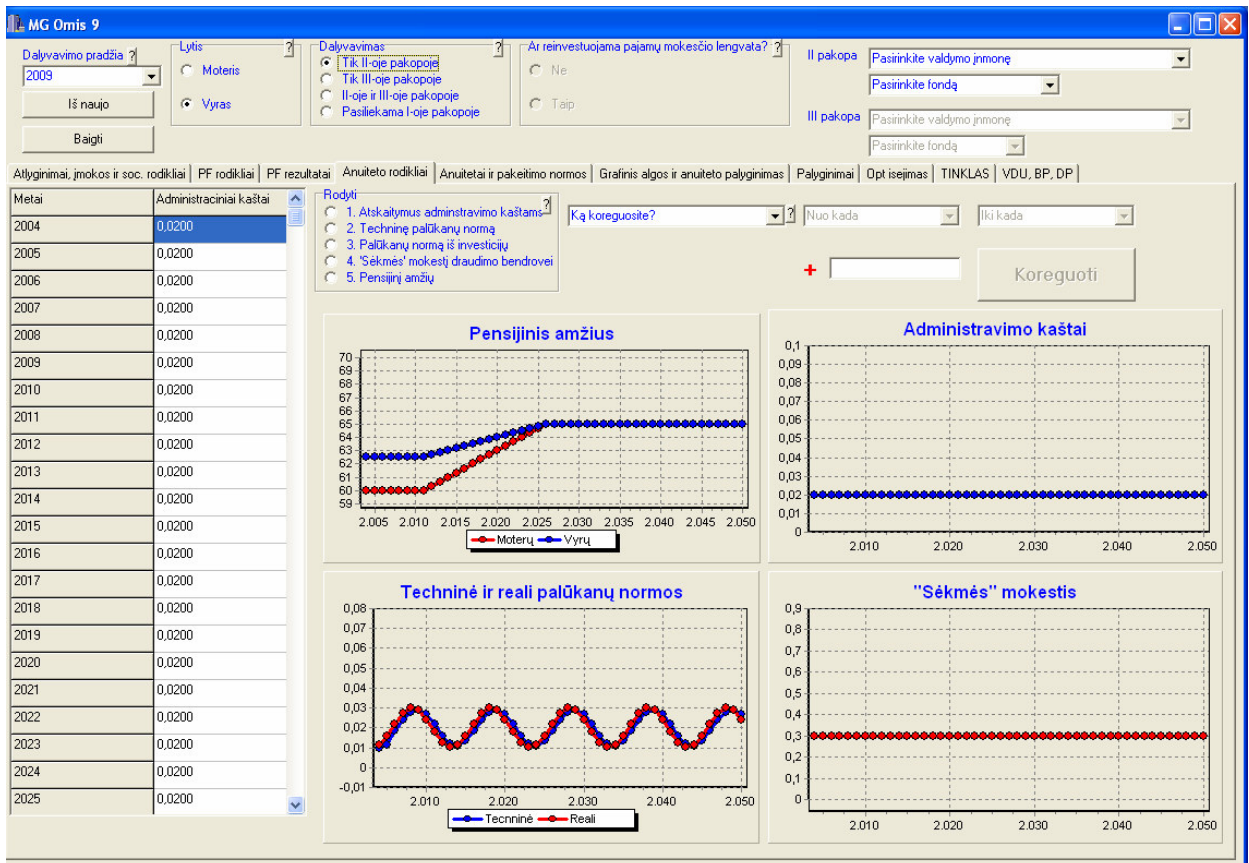 MG Omis 9
Dalyvavimo pradžia ?
2009
Iš naujo
Baigti
Lytis ?
Moteris
Vyras
Dalyvavimas ?
Tik II-oje pakopoje
Tik III-oje pakopoje
II-oje ir III-oje pakopoje
Pasiliekama I-oje pakopoje
Ar reinvestuojama pajamų mokesčio lengvata? ?
Ne
Taip
II pakopa Pasirinkite valdymo įnmonę
Pasirinkite fondą
III pakopa Pasirinkite valdymo įnmonę
Pasirinkite fondą
Atlyginimai, įmokos ir soc. rodikliai PF rodikliai PF rezultatai Anuiteto rodikliai Anuitetai ir pakeitimo normos Grafinis algos ir anuiteto palyginimas Palyginimai Opt isejimas TINKLAS VDU, BP, DP
Metai Administraciniai kaštai
2004 0,0200
2005 0,0200
2006 0,0200
2007 0,0200
2008 0,0200
2009 0,0200
2010 0,0200
2011 0,0200
2012 0,0200
2013 0,0200
2014 0,0200
2015 0,0200
2016 0,0200
2017 0,0200
2018 0,0200
2019 0,0200
2020 0,0200
2021 0,0200
2022 0,0200
2023 0,0200
2024 0,0200
2025 0,0200
Rodyti ?
1. Atskaitymus adminstravimo kaštams
2. Techninę palūkanų normą
3. Palūkanų normą iš investicijų
4. 'Sėkmės' mokestį draudimo bendrovei
5. Pensijinį amžių
Ką koreguosite? ? Nuo kada Iki kada
+ Koreguoti
Pensijinis amžius
70
69
68
67
66
65
64
63
62
61
60
59
2.005 2.010 2.015 2.020 2.025 2.030 2.035 2.040 2.045 2.050
Moterų Vyrų
Administravimo kaštai
0,1
0,09
0,08
0,07
0,06
0,05
0,04
0,03
0,02
0,01
0
2.010 2.020 2.030 2.040 2.050
Techninė ir reali palūkanų normos
0,08
0,07
0,06
0,05
0,04
0,03
0,02
0,01
0
-0,01
2.010 2.020 2.030 2.040 2.050
Tecnninė Reali
"Sėkmės" mokestis
0,9
0,8
0,7
0,6
0,5
0,4
0,3
0,2
0,1
0
2.010 2.020 2.030 2.040 2.050